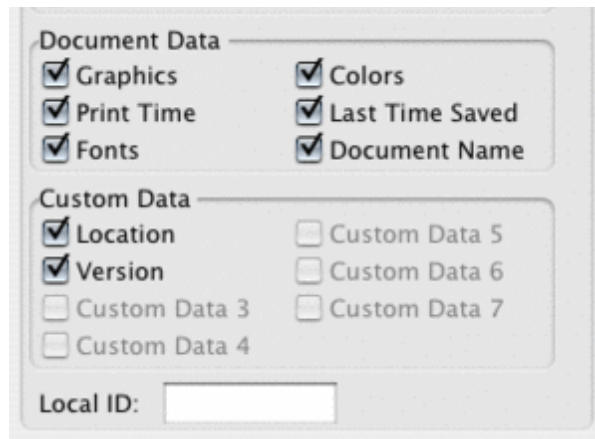 Document Data
Graphics
Colors
Print Time
Last Time Saved
Fonts
Document Name
Custom Data
Location
Custom Data 5
Version
Custom Data 6
Custom Data 3
Custom Data 7
Custom Data 4
Local ID: